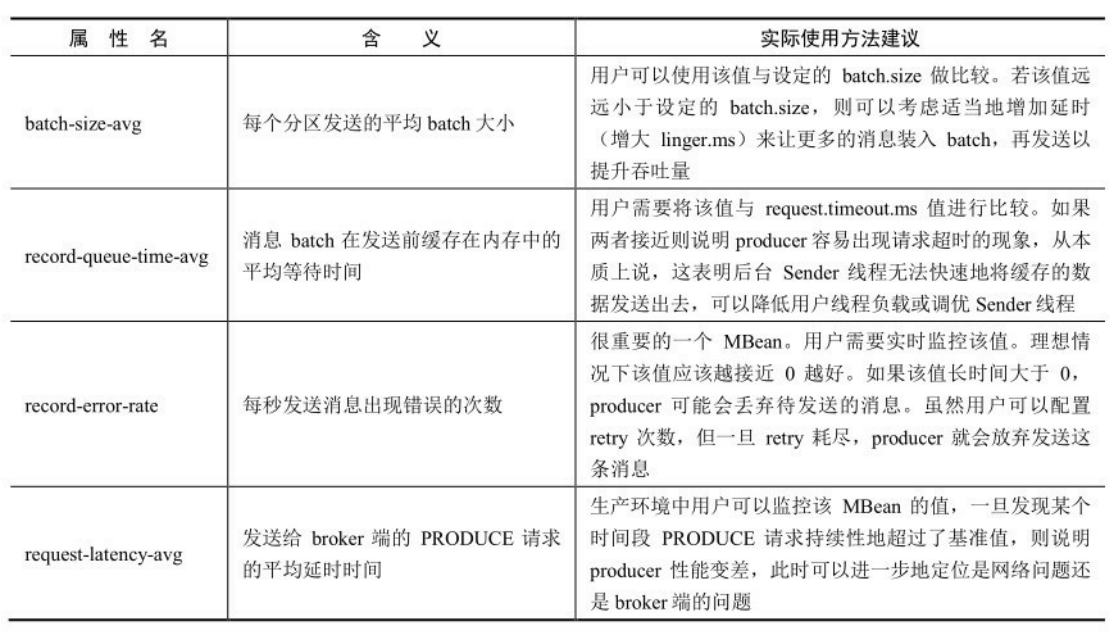 属 性 名
含 义
实际使用方法建议
batch-size-avg
每个分区发送的平均 batch 大小
用户可以使用该值与设定的 batch.size 做比较。若该值远
远小于设定的 batch.size，则可以考虑适当地增加延时
（增大 linger.ms）来让更多的消息装入 batch，再发送以
提升吞吐量
record-queue-time-avg
消息 batch 在发送前缓存在内存中的
平均等待时间
用户需要将该值与 request.timeout.ms 值进行比较。如果
两者接近则说明 producer 容易出现请求超时的现象，从本
质上说，这表明后台 Sender 线程无法快速地将缓存的数
据发送出去，可以降低用户线程负载或调优 Sender 线程
record-error-rate
每秒发送消息出现错误的次数
很重要的一个 MBean。用户需要实时监控该值。理想情
况下该值应该越接近 0 越好。如果该值长时间大于 0，
producer 可能会丢弃待发送的消息。虽然用户可以配置
retry 次数，但一旦 retry 耗尽，producer 就会放弃发送这
条消息
request-latency-avg
发送给 broker 端的 PRODUCE 请求
的平均延时时间
生产环境中用户可以监控该 MBean 的值，一旦发现某个
时间段 PRODUCE 请求持续性地超过了基准值，则说明
producer 性能变差，此时可以进一步地定位是网络问题还
是 broker 端的问题